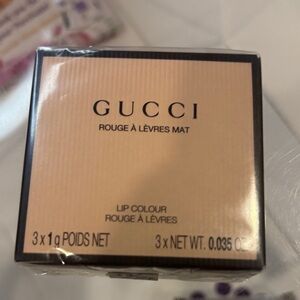 GUCCI
ROUGE À LÈVRES MAT
LIP COLOUR
ROUGE À LÈVRES
3 x 1 g POIDS NET 3 x NET WT. 0.035 OZ